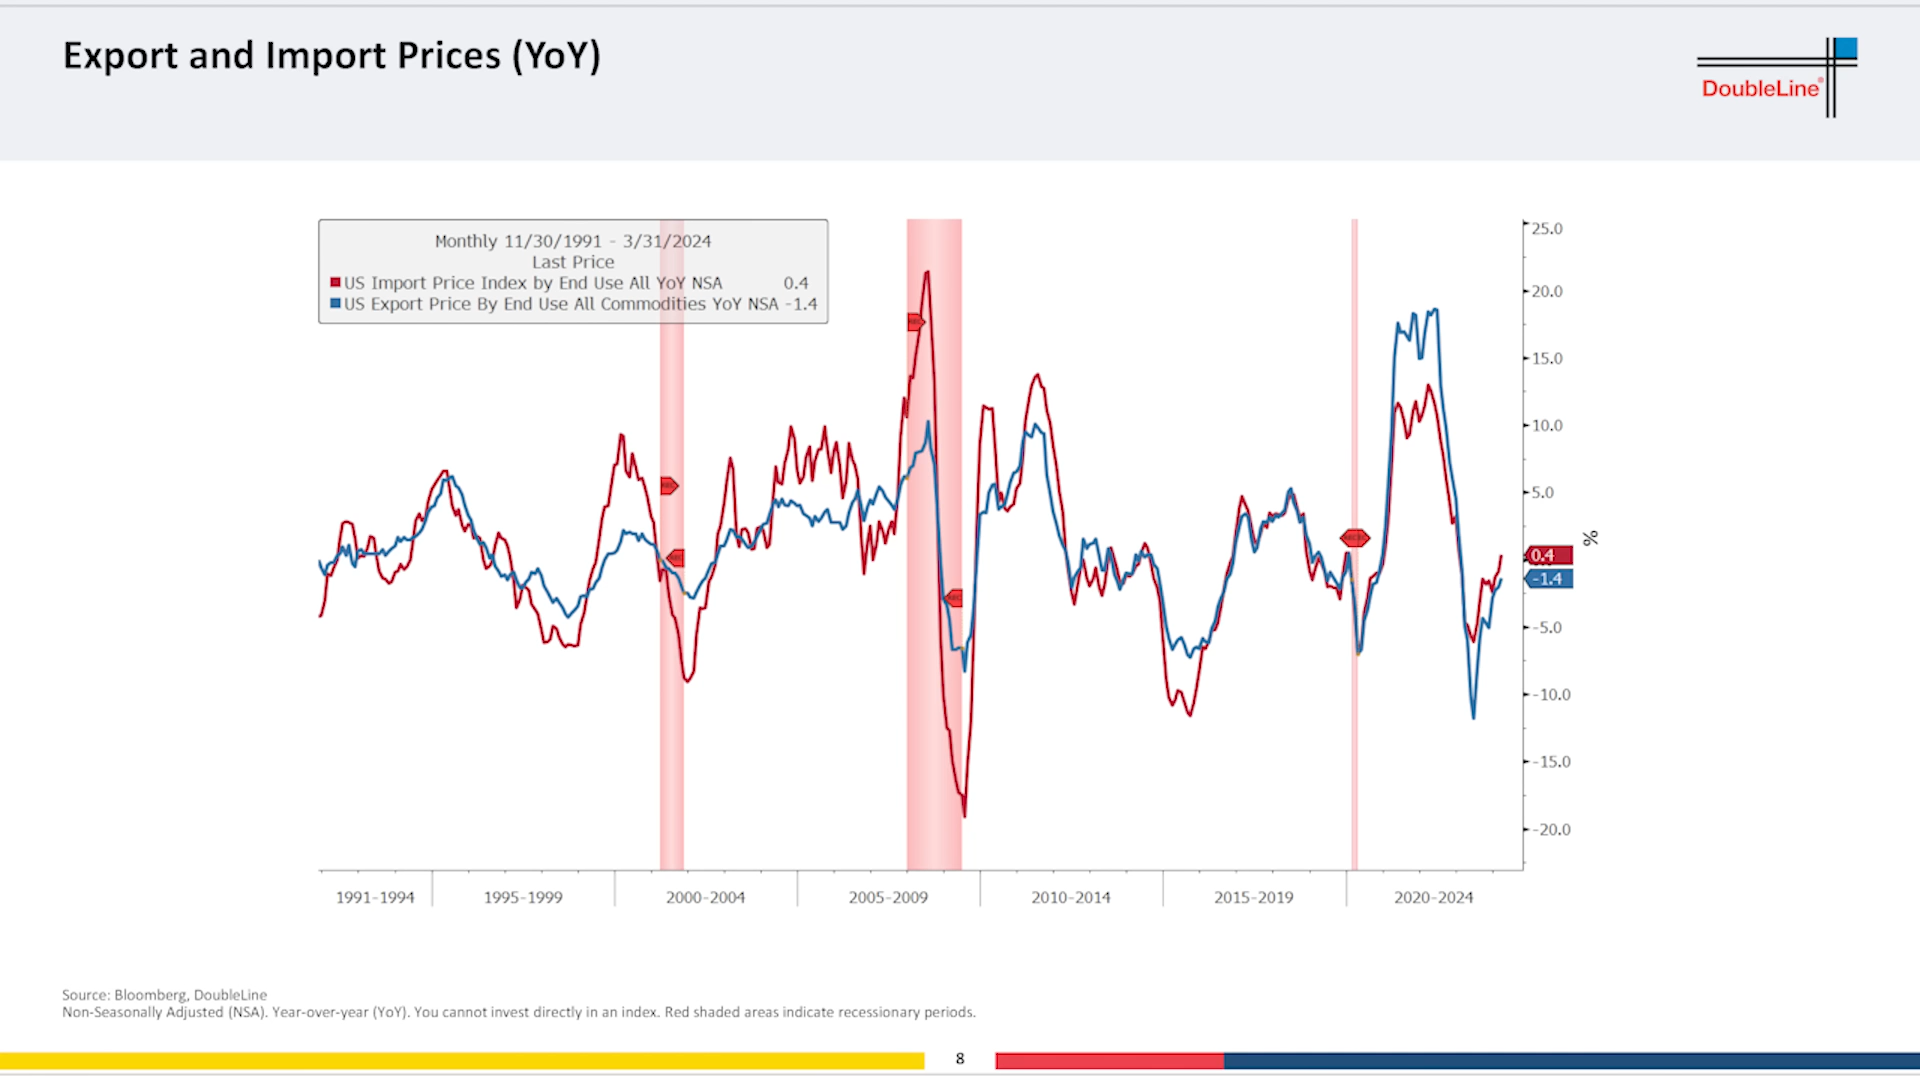 Export and Import Prices (YoY)
DoubleLine®
Monthly 11/30/1991 - 3/31/2024
Last Price
US Import Price Index by End Use All YoY NSA 0.4
US Export Price By End Use All Commodities YoY NSA -1.4
25.0
20.0
15.0
10.0
5.0
0.4
-1.4
-5.0
-10.0
-15.0
-20.0
%
1991-1994 1995-1999 2000-2004 2005-2009 2010-2014 2015-2019 2020-2024
Source: Bloomberg, DoubleLine
Non-Seasonally Adjusted (NSA). Year-over-year (YoY). You cannot invest directly in an index. Red shaded areas indicate recessionary periods.
8